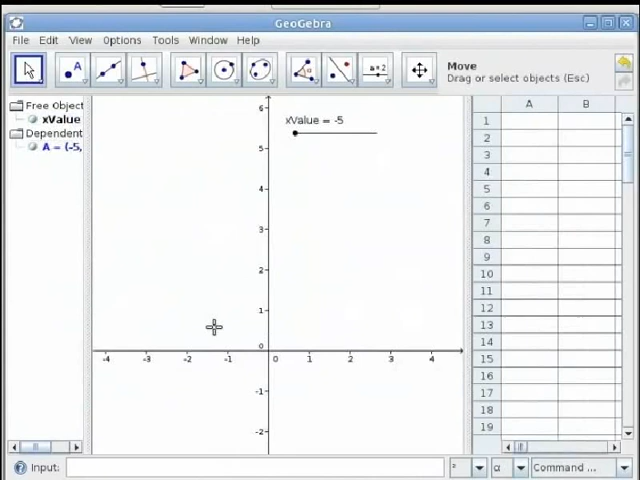 GeoGebra
File Edit View Options Tools Window Help
A
a=2
Move
Drag or select objects (Esc)
Free Object
xValue
Dependent
A = (-5,
xValue = -5
6
5
4
3
2
1
0
-4 -3 -2 -1 0 1 2 3 4
-1
-2
A B
1
2
3
4
5
6
7
8
9
10
11
12
13
14
15
16
17
18
19
Input: ² α Command ...